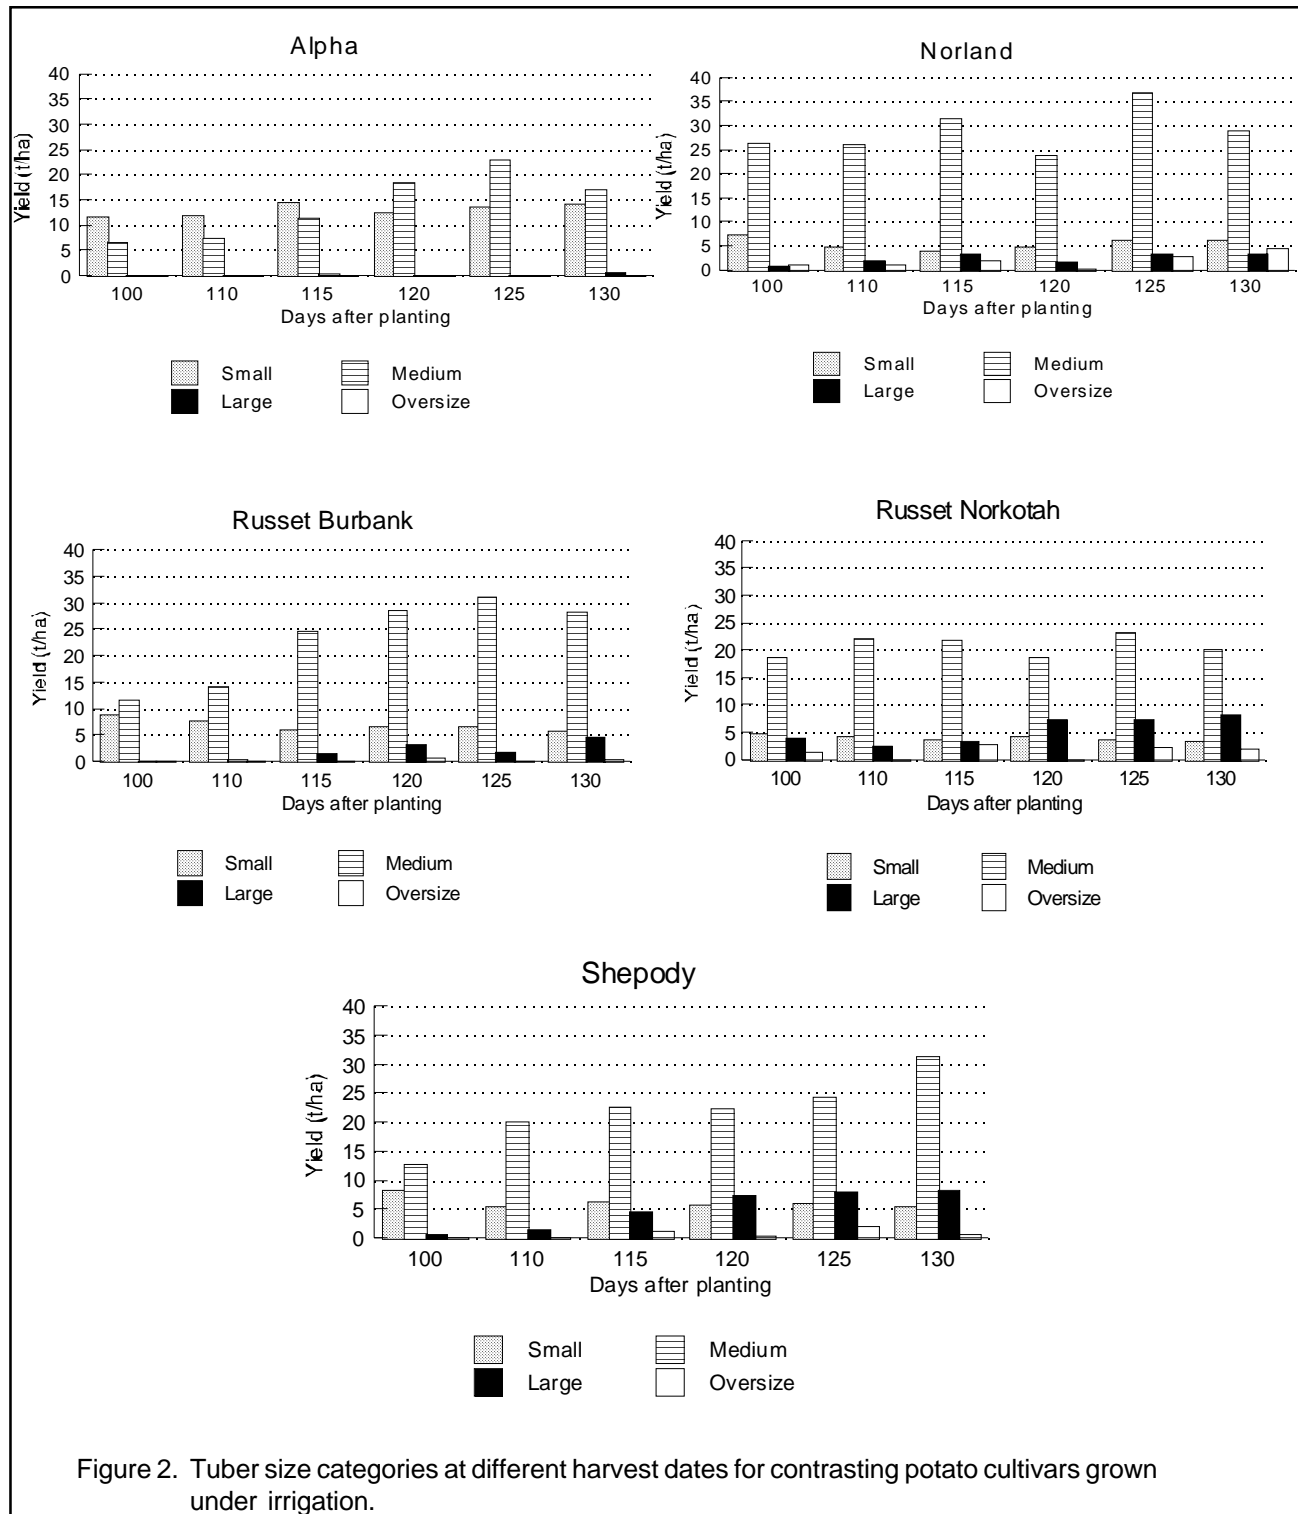 Alpha
40
35
30
25
20
15
10
5
0
Yield (t/ha)
100 110 115 120 125 130
Days after planting
Small Medium
Large Oversize
Norland
40
35
30
25
20
15
10
5
0
Yield (t/ha)
100 110 115 120 125 130
Days after planting
Small Medium
Large Oversize
Russet Burbank
40
35
30
25
20
15
10
5
0
Yield (t/ha)
100 110 115 120 125 130
Days after planting
Small Medium
Large Oversize
Russet Norkotah
40
35
30
25
20
15
10
5
0
Yield (t/ha)
100 110 115 120 125 130
Days after planting
Small Medium
Large Oversize
Shepody
40
35
30
25
20
15
10
5
0
Yield (t/ha)
100 110 115 120 125 130
Days after planting
Small Medium
Large Oversize
Figure 2. Tuber size categories at different harvest dates for contrasting potato cultivars grown
under irrigation.